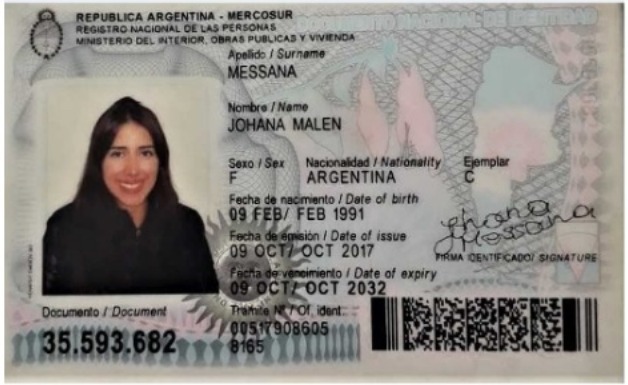 REPUBLICA ARGENTINA - MERCOSUR
REGISTRO NACIONAL DE LAS PERSONAS
MINISTERIO DEL INTERIOR, OBRAS PUBLICAS Y VIVIENDA
DOCUMENTO NACIONAL DE IDENTIDAD
Apellido / Surname
MESSANA
Nombre / Name
JOHANA MALEN
Sexo / Sex Nacionalidad / Nationality Ejemplar
F ARGENTINA C
Fecha de nacimiento / Date of birth
09 FEB/ FEB 1991
Fecha de emisión / Date of issue
09 OCT/ OCT 2017
Johana
Messana
FIRMA IDENTIFICADO/ SIGNATURE
Fecha de vencimiento / Date of expiry
09 OCT/ OCT 2032
Documento / Document
35.593.682
Trámite N° / Of. ident.
00517908605
8165